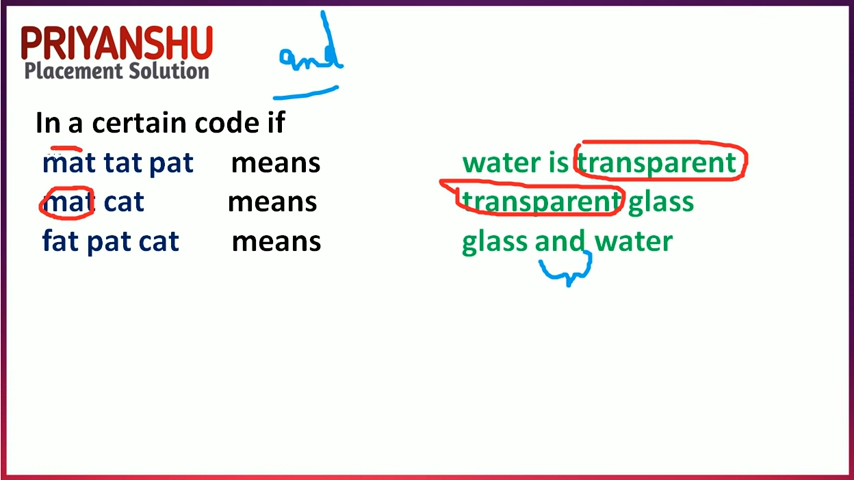 PRIYANSHU
Placement Solution
and
In a certain code if
mat tat pat means water is transparent
mat cat means transparent glass
fat pat cat means glass and water